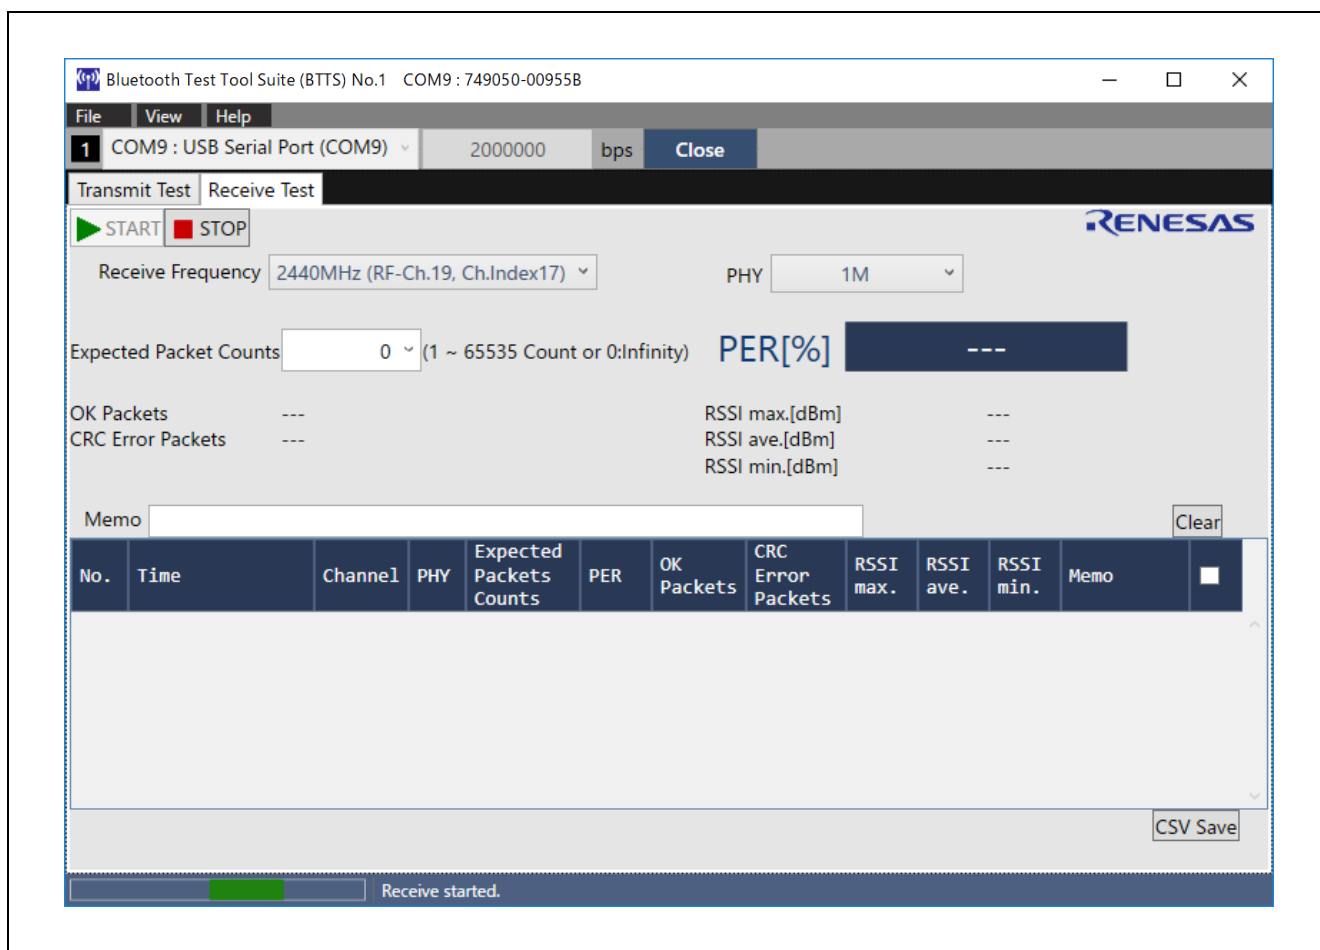 Bluetooth Test Tool Suite (BTTS) No.1 COM9 : 749050-00955B
File View Help
1 COM9 : USB Serial Port (COM9) 2000000 bps Close
Transmit Test Receive Test
START STOP RENESAS
Receive Frequency 2440MHz (RF-Ch.19, Ch.Index17) PHY 1M
Expected Packet Counts 0 (1 ~ 65535 Count or 0:Infinity) PER[%] ---
OK Packets --- RSSI max.[dBm] ---
CRC Error Packets --- RSSI ave.[dBm] ---
RSSI min.[dBm] ---
Memo Clear
No. Time Channel PHY Expected Packets Counts PER OK Packets CRC Error Packets RSSI max. RSSI ave. RSSI min. Memo
CSV Save
Receive started.